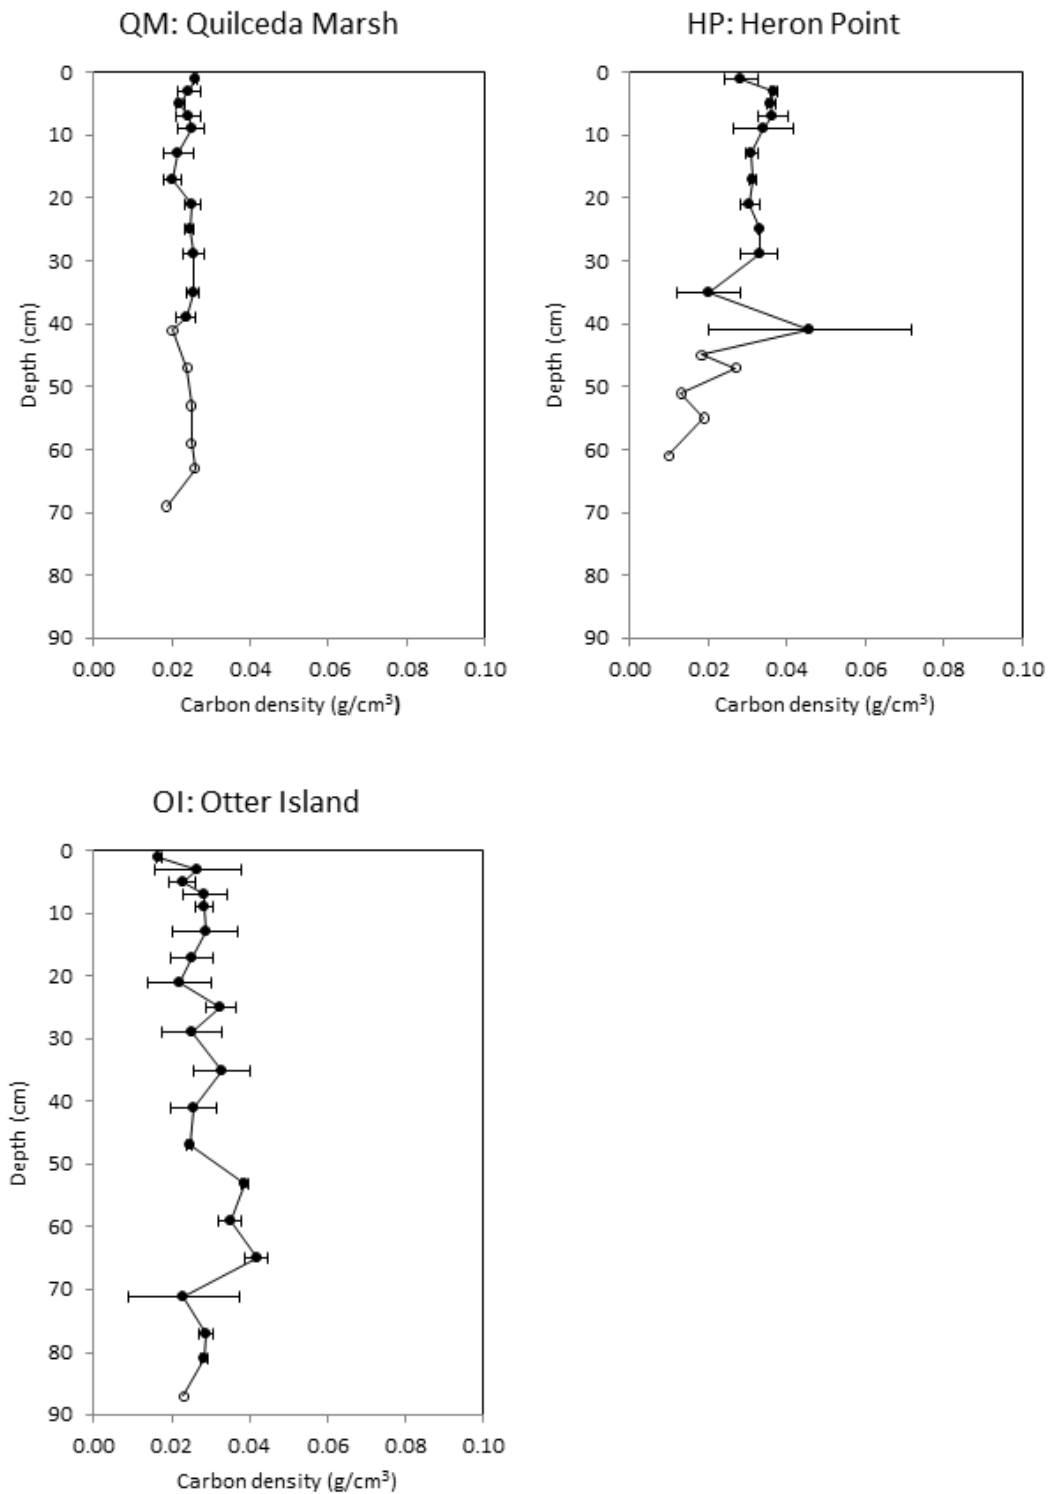 QM: Quilceda Marsh
0
10
20
30
40
50
60
70
80
90
Depth (cm)
0.00 0.02 0.04 0.06 0.08 0.10
Carbon density (g/cm³)
HP: Heron Point
0
10
20
30
40
50
60
70
80
90
Depth (cm)
0.00 0.02 0.04 0.06 0.08 0.10
Carbon density (g/cm³)
OI: Otter Island
0
10
20
30
40
50
60
70
80
90
Depth (cm)
0.00 0.02 0.04 0.06 0.08 0.10
Carbon density (g/cm³)